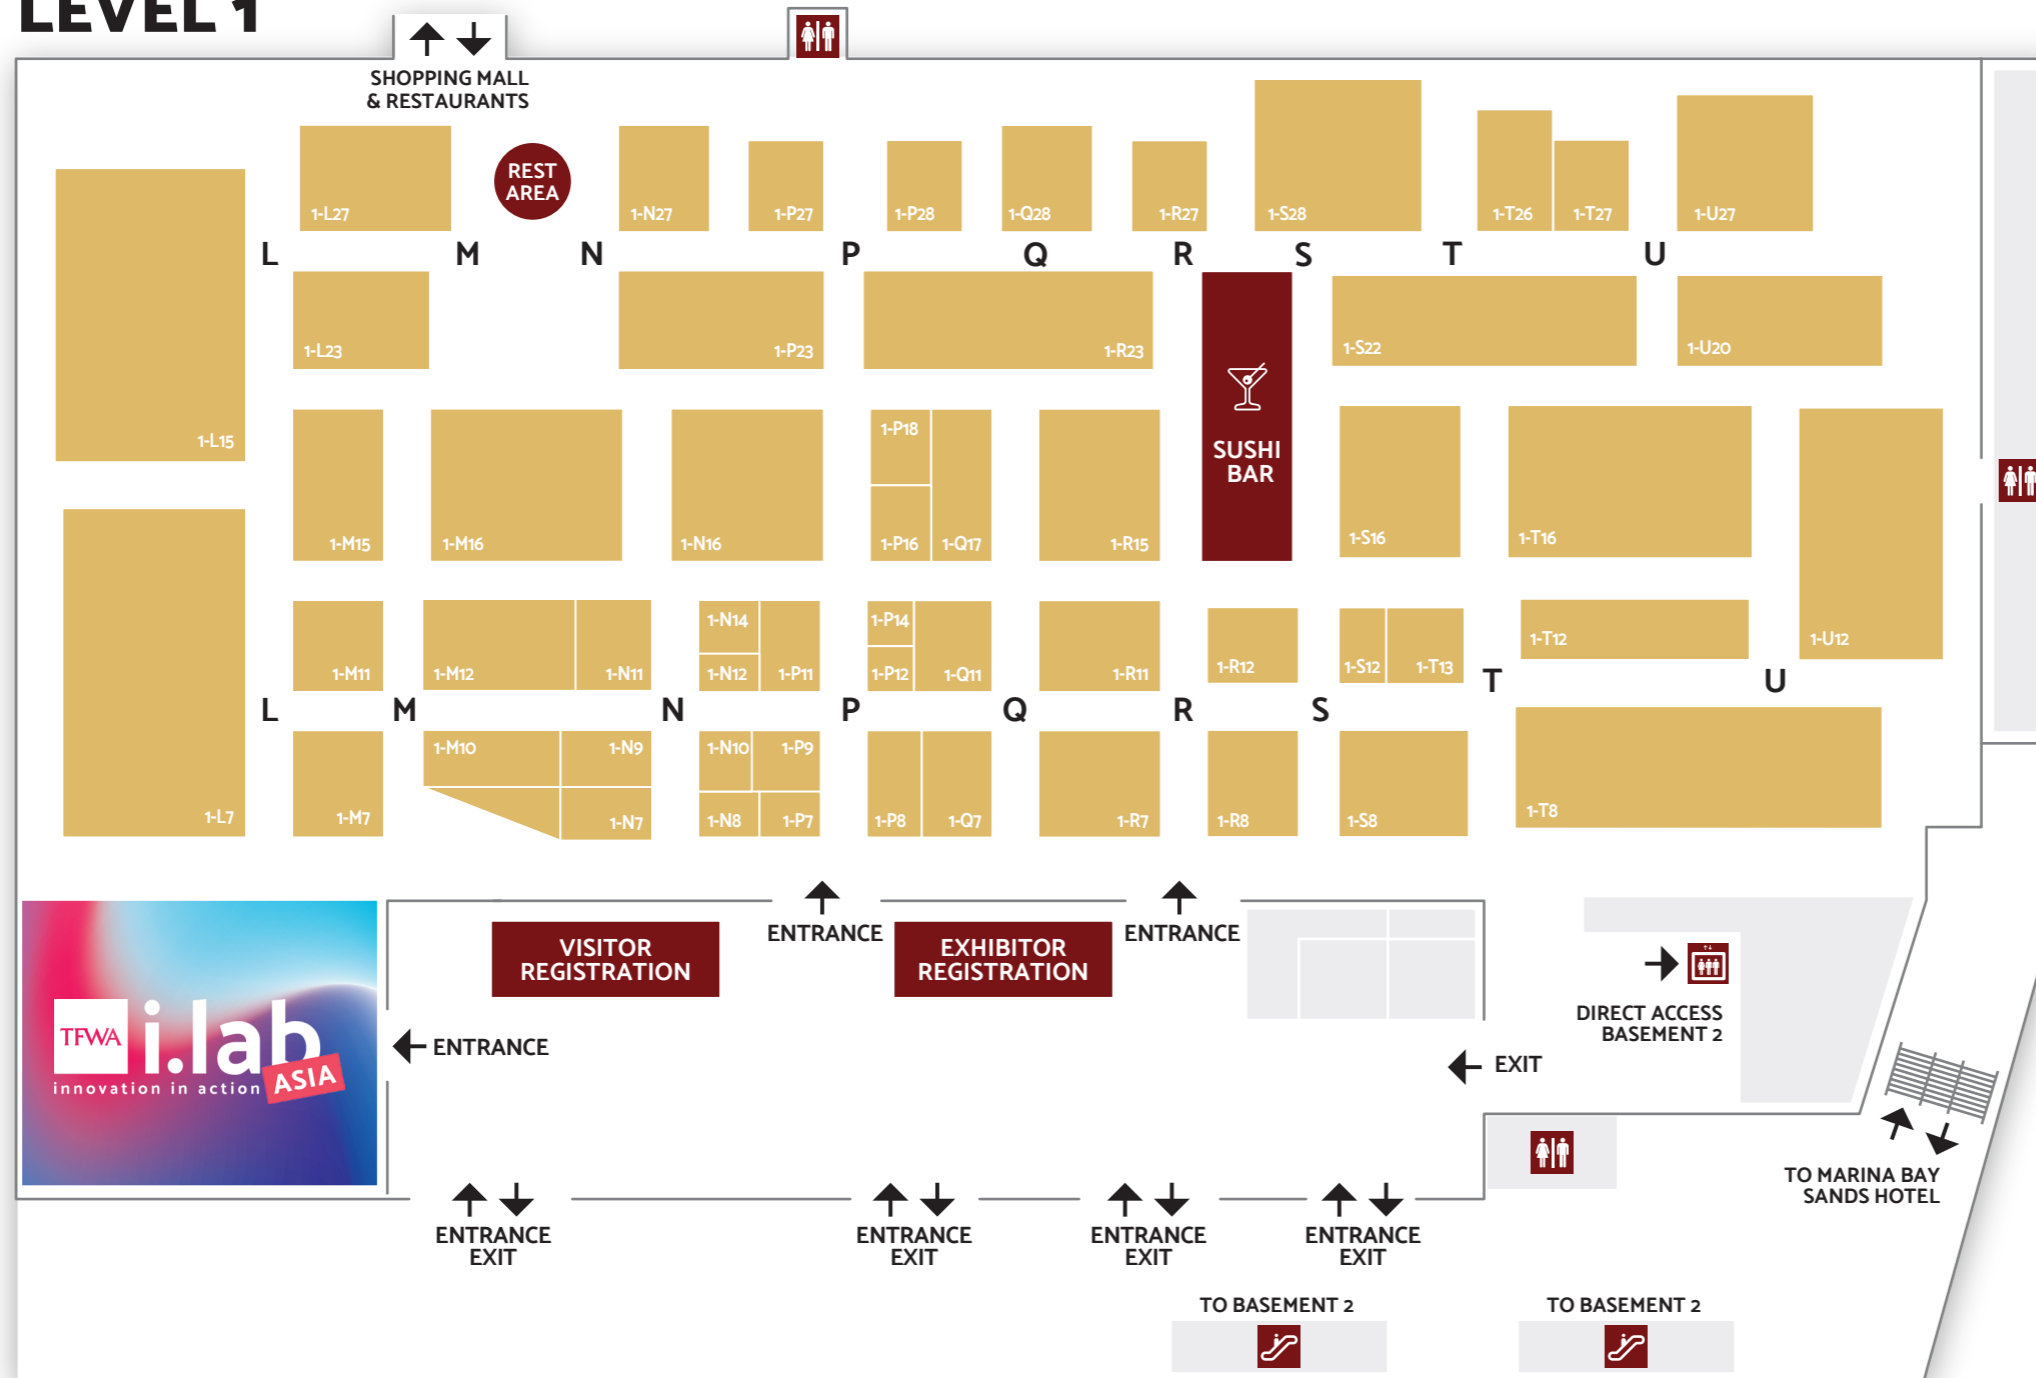 LEVEL 1
SHOPPING MALL
& RESTAURANTS
REST
AREA
1-L27
1-N27
1-P27
1-P28
1-Q28
1-R27
1-S28
1-T26
1-T27
1-U27
L
M
N
P
Q
R
S
T
U
1-L15
1-L23
1-P23
1-R23
1-S22
1-U20
SUSHI
BAR
1-P18
1-M15
1-M16
1-N16
1-P16
1-Q17
1-R15
1-S16
1-T16
1-U12
1-N14
1-P14
1-M11
1-M12
1-N11
1-N12
1-P11
1-P12
1-Q11
1-R11
1-R12
1-S12
1-T13
1-T12
L
M
N
P
Q
R
S
T
U
1-M10
1-N9
1-N10
1-P9
1-L7
1-M7
1-N7
1-N8
1-P7
1-P8
1-Q7
1-R7
1-R8
1-S8
1-T8
VISITOR
REGISTRATION
ENTRANCE
EXHIBITOR
REGISTRATION
ENTRANCE
DIRECT ACCESS
BASEMENT 2
TFWA
i.lab
innovation in action
ASIA
ENTRANCE
EXIT
TO MARINA BAY
SANDS HOTEL
ENTRANCE
EXIT
ENTRANCE
EXIT
ENTRANCE
EXIT
ENTRANCE
EXIT
TO BASEMENT 2
TO BASEMENT 2